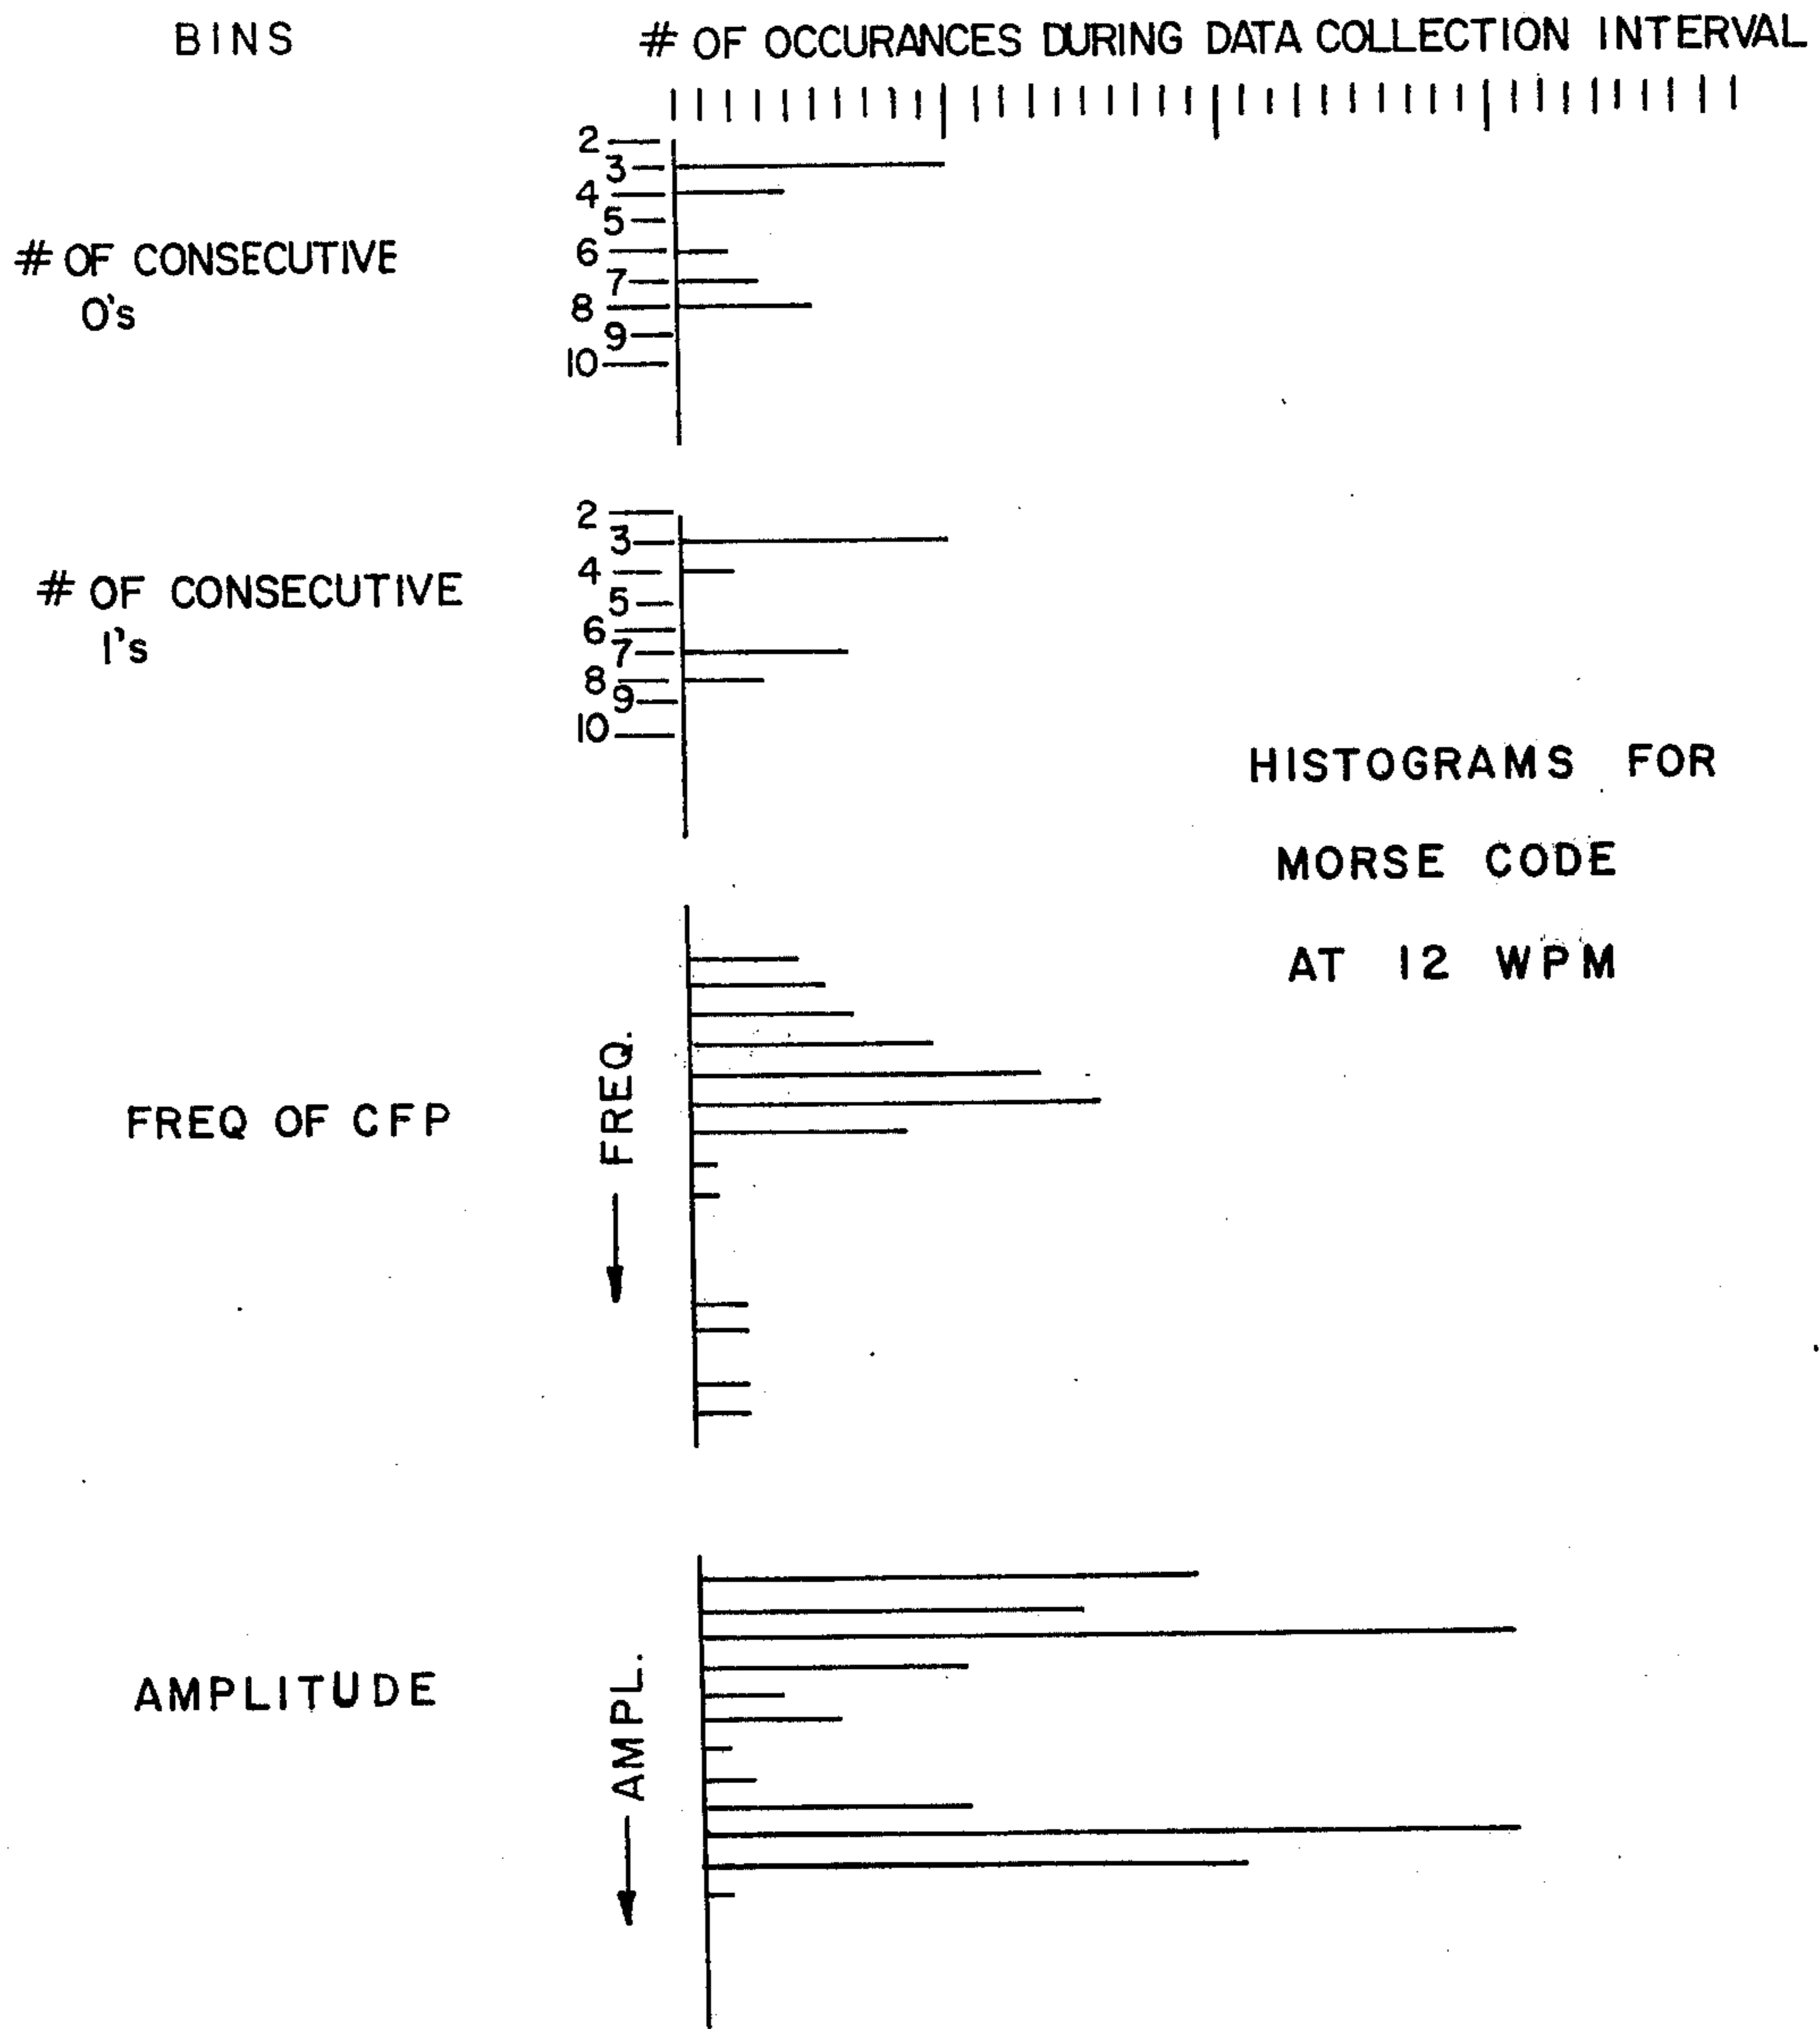 BINS
# OF OCCURANCES DURING DATA COLLECTION INTERVAL
# OF CONSECUTIVE
0's
2
3
4
5
6
7
8
9
10
# OF CONSECUTIVE
1's
2
3
4
5
6
7
8
9
10
HISTOGRAMS FOR
MORSE CODE
AT 12 WPM
FREQ OF CFP
FREQ.
AMPLITUDE
AMPL.